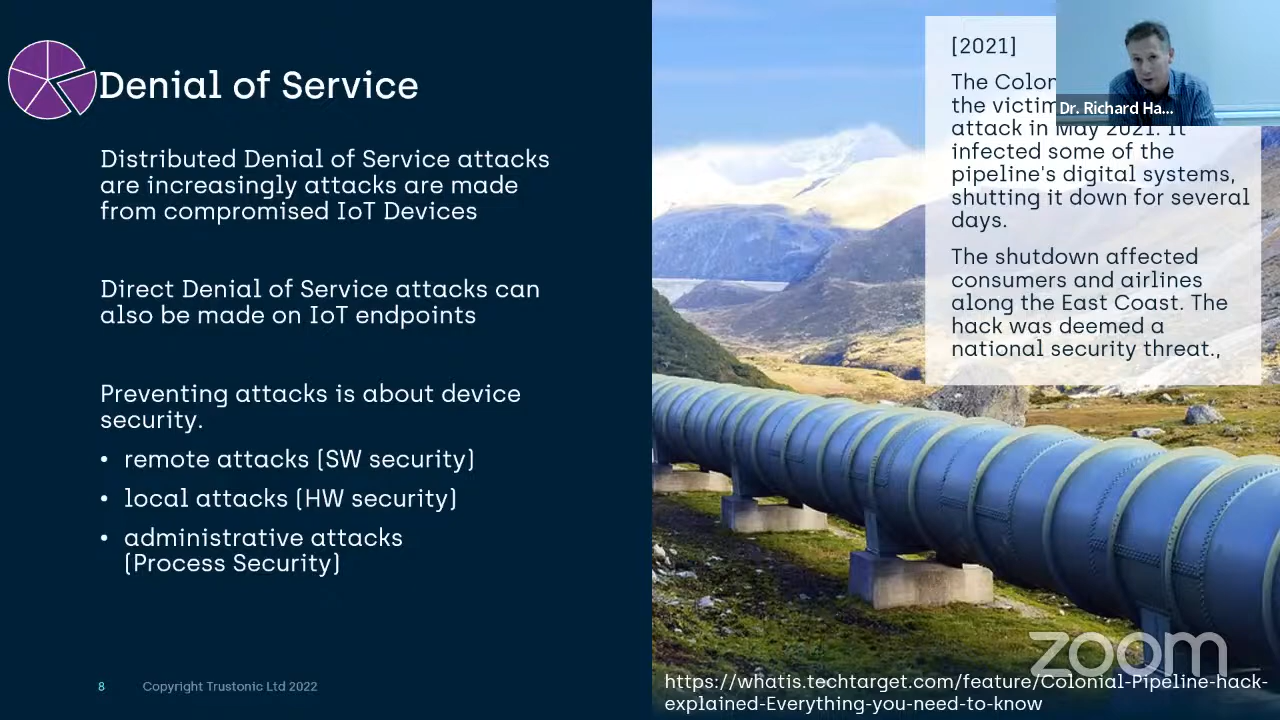 Denial of Service
Distributed Denial of Service attacks
are increasingly attacks are made
from compromised IoT Devices
Direct Denial of Service attacks can
also be made on IoT endpoints
Preventing attacks is about device
security.
• remote attacks (SW security)
• local attacks (HW security)
• administrative attacks
(Process Security)
8
Copyright Trustonic Ltd 2022
[2021]
The
the
attack in May 2021. It
infected some of the
pipeline's digital systems,
shutting it down for several
days.
The shutdown affected
consumers and airlines
along the East Coast. The
hack was deemed a
national security threat.,
Dr. Richard Ha...
zoom
https://whatis.techtarget.com/feature/Colonial-Pipeline-hack-
explained-Everything-you-need-to-know